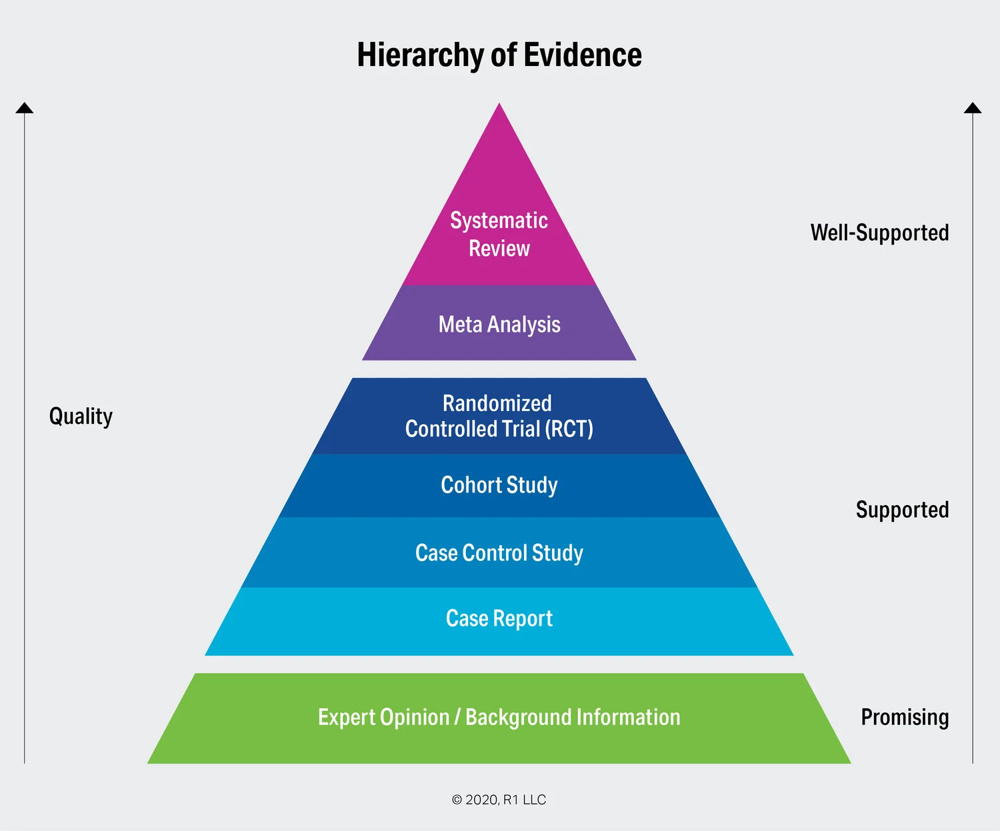 Hierarchy of Evidence
Systematic
Review
Well-Supported
Meta Analysis
Randomized
Controlled Trial (RCT)
Quality
Cohort Study
Supported
Case Control Study
Case Report
Expert Opinion / Background Information
Promising
© 2020, R1 LLC